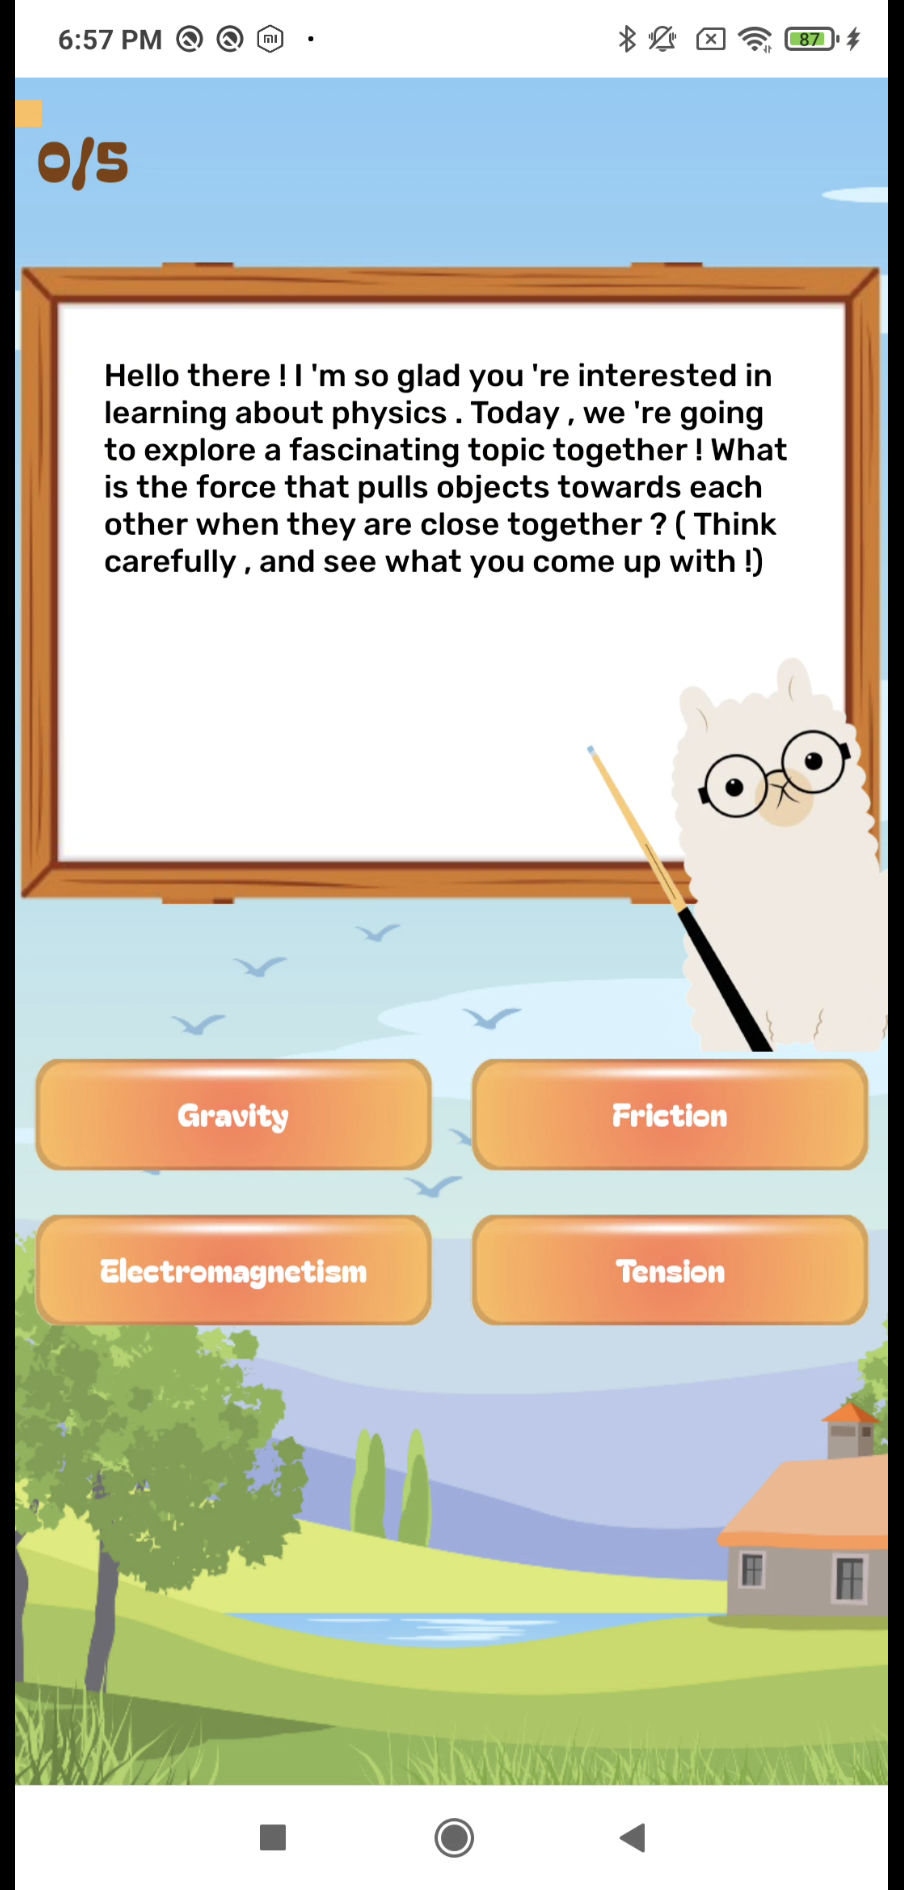 6:57 PM
87
0/5
Hello there ! I 'm so glad you 're interested in
learning about physics . Today , we 're going
to explore a fascinating topic together ! What
is the force that pulls objects towards each
other when they are close together ? ( Think
carefully , and see what you come up with !)
Gravity
Friction
Electromagnetism
Tension